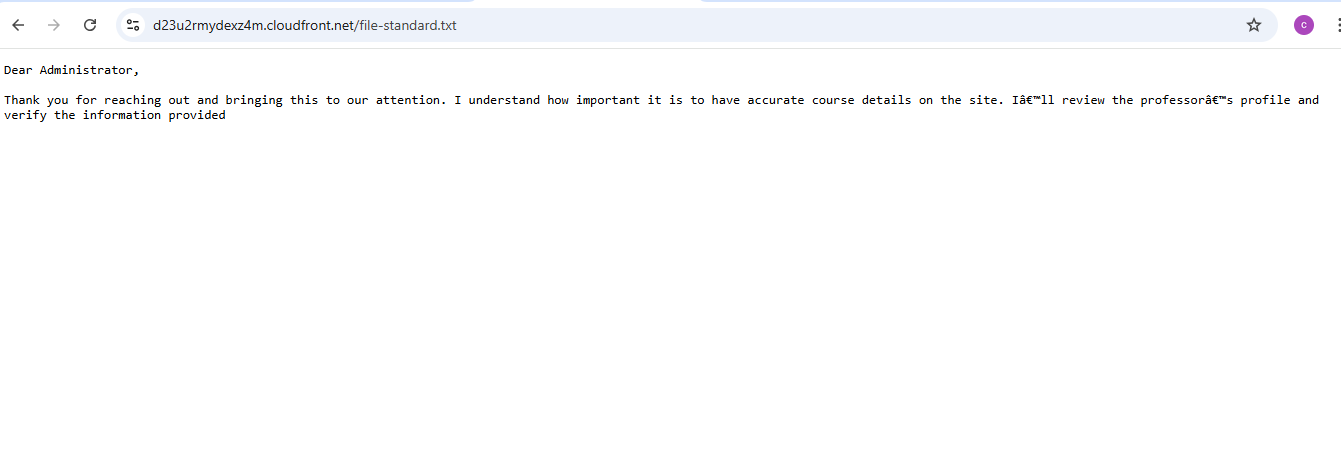 d23u2rmydexz4m.cloudfront.net/file-standard.txt
c
Dear Administrator,
Thank you for reaching out and bringing this to our attention. I understand how important it is to have accurate course details on the site. Iâ€™ll review the professorâ€™s profile and
verify the information provided